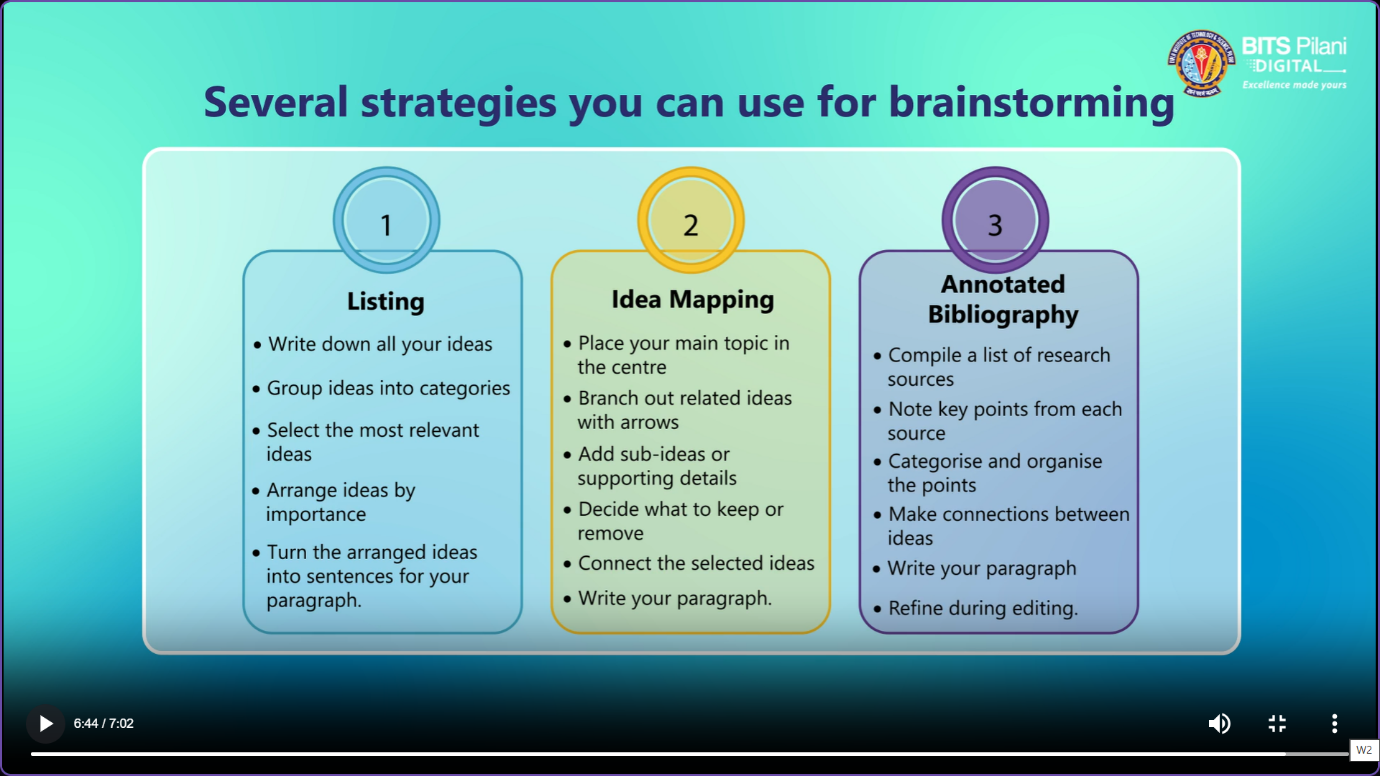 BITS Pilani
DIGITAL
Excellence made yours
Several strategies you can use for brainstorming
1
Listing
• Write down all your ideas
• Group ideas into categories
• Select the most relevant
ideas
• Arrange ideas by
importance
• Turn the arranged ideas
into sentences for your
paragraph.
2
Idea Mapping
• Place your main topic in
the centre
• Branch out related ideas
with arrows
• Add sub-ideas or
supporting details
• Decide what to keep or
remove
• Connect the selected ideas
• Write your paragraph.
3
Annotated
Bibliography
• Compile a list of research
sources
• Note key points from each
source
• Categorise and organise
the points
• Make connections between
ideas
• Write your paragraph
• Refine during editing.
6:44 / 7:02
W2